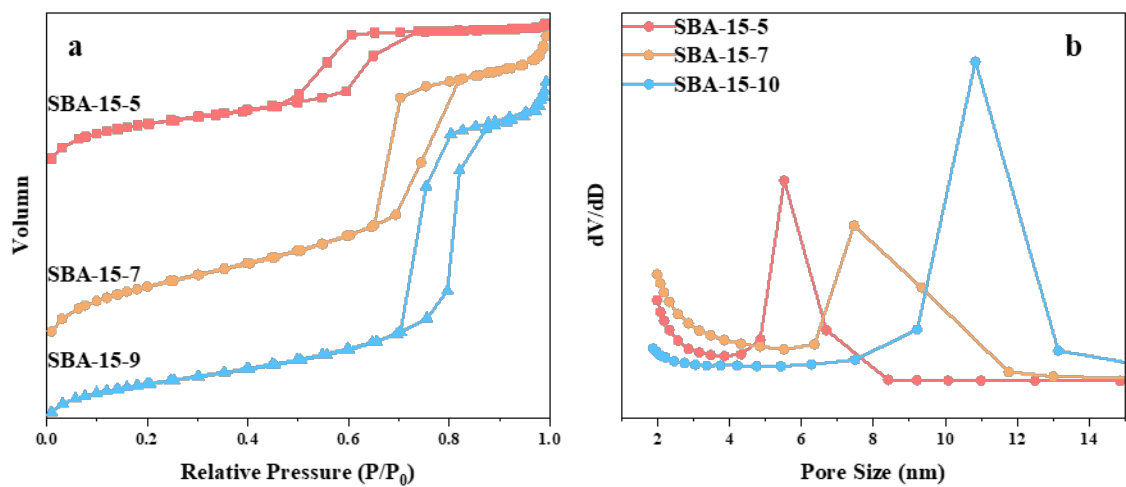 a
SBA-15-5
SBA-15-7
SBA-15-9
Volumn
0.0 0.2 0.4 0.6 0.8 1.0
Relative Pressure (P/P0)
b
SBA-15-5
SBA-15-7
SBA-15-10
dV/dD
2 4 6 8 10 12 14
Pore Size (nm)